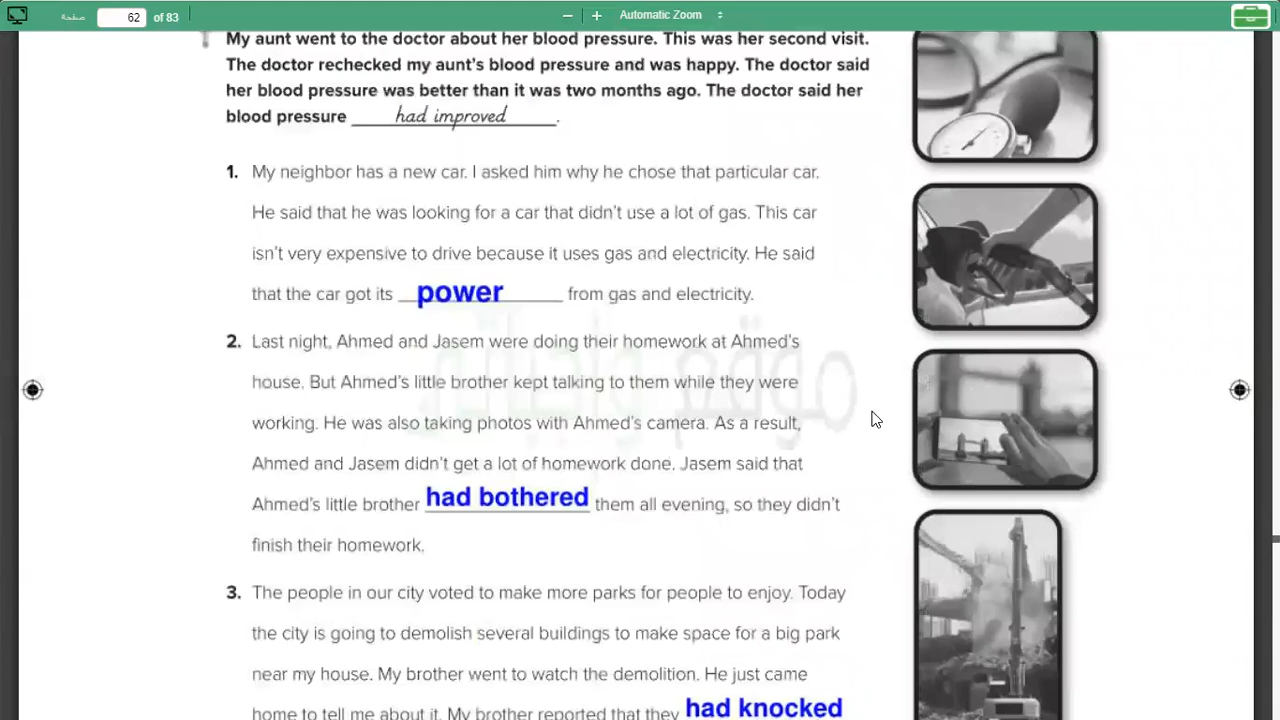 صفحة 62 of 83 Automatic Zoom
My aunt went to the doctor about her blood pressure. This was her second visit.
The doctor rechecked my aunt's blood pressure and was happy. The doctor said
her blood pressure was better than it was two months ago. The doctor said her
blood pressure had improved.
1. My neighbor has a new car. I asked him why he chose that particular car.
He said that he was looking for a car that didn't use a lot of gas. This car
isn't very expensive to drive because it uses gas and electricity. He said
that the car got its power from gas and electricity.
2. Last night, Ahmed and Jasem were doing their homework at Ahmed's
house. But Ahmed's little brother kept talking to them while they were
working. He was also taking photos with Ahmed's camera. As a result,
Ahmed and Jasem didn't get a lot of homework done. Jasem said that
Ahmed's little brother had bothered them all evening, so they didn't
finish their homework.
3. The people in our city voted to make more parks for people to enjoy. Today
the city is going to demolish several buildings to make space for a big park
near my house. My brother went to watch the demolition. He just came
home to tell me about it. My brother reported that they had knocked